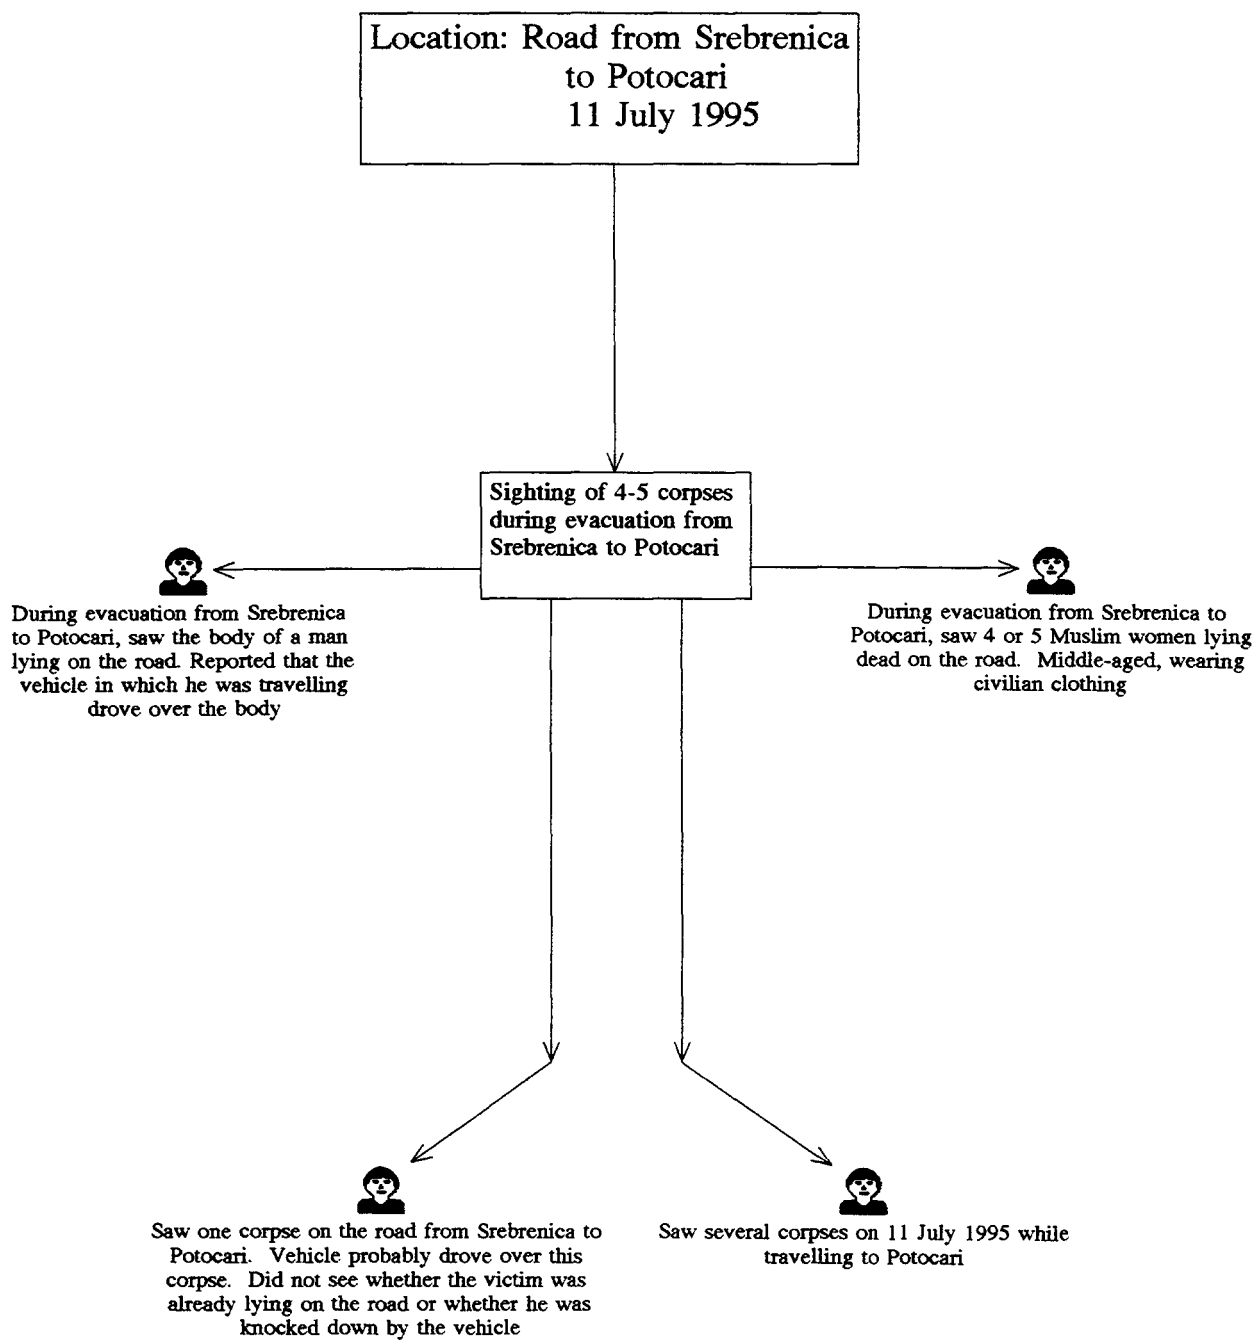 Location: Road from Srebrenica
to Potocari
11 July 1995
Sighting of 4-5 corpses
during evacuation from
Srebrenica to Potocari
During evacuation from Srebrenica
to Potocari, saw the body of a man
lying on the road. Reported that the
vehicle in which he was travelling
drove over the body
During evacuation from Srebrenica to
Potocari, saw 4 or 5 Muslim women lying
dead on the road. Middle-aged, wearing
civilian clothing
Saw one corpse on the road from Srebrenica to
Potocari. Vehicle probably drove over this
corpse. Did not see whether the victim was
already lying on the road or whether he was
knocked down by the vehicle
Saw several corpses on 11 July 1995 while
travelling to Potocari